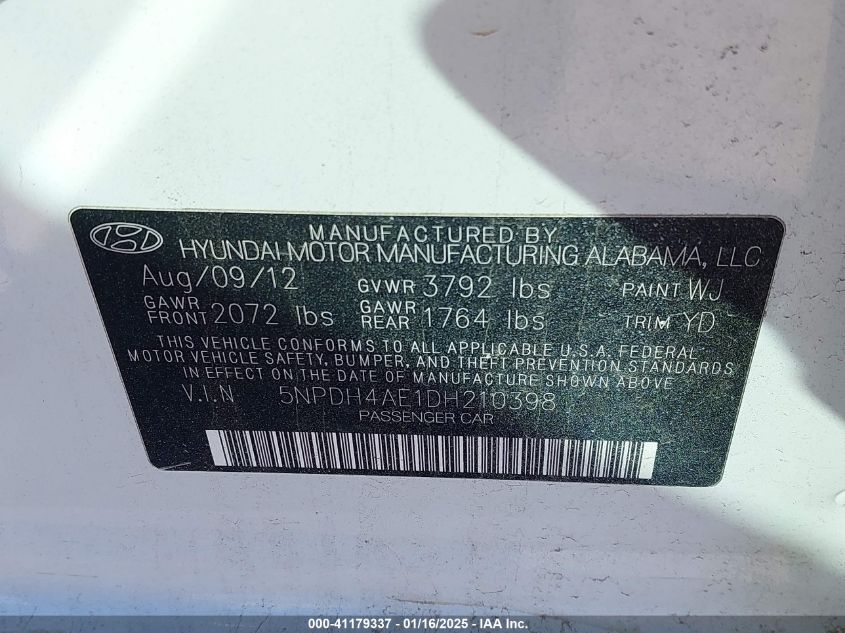 MANUFACTURED BY
HYUNDAI MOTOR MANUFACTURING ALABAMA, LLC
Aug/09/12 GVWR 3792 lbs PAINT WJ
GAWR FRONT 2072 lbs GAWR REAR 1764 lbs TRIM YD
THIS VEHICLE CONFORMS TO ALL APPLICABLE U.S.A. FEDERAL
MOTOR VEHICLE SAFETY, BUMPER, AND THEFT PREVENTION STANDARDS
IN EFFECT ON THE DATE OF MANUFACTURE SHOWN ABOVE.
V.I.N 5NPDH4AE1DH210398
PASSENGER CAR
000-41179337 - 01/16/2025 - IAA Inc.